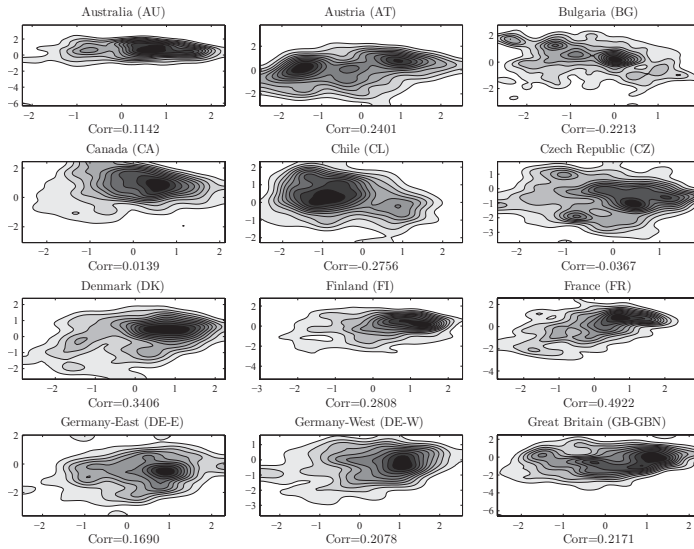 Australia (AU) Austria (AT) Bulgaria (BG)
2 0 −2 −4 −6
2 0 −2
2 0 −2
−2 −1 0 1 2
−2 −1 0 1 2
−2 −1 0 1
Corr=0.1142 Corr=0.2401 Corr=-0.2213
Canada (CA) Chile (CL) Czech Republic (CZ)
2 0 −2
2 1 0 −1 −2 −3
1 0 −1 −2 −3
−2 −1 0 1 2
−2 −1 0 1 2
−2 −1 0 1
Corr=0.0139 Corr=-0.2756 Corr=-0.0367
Denmark (DK) Finland (FI) France (FR)
2 1 0 −1 −2
2 0 −2 −4
2 0 −2 −4
−2 −1 0 1 2
−3 −2 −1 0 1 2
−2 −1 0 1 2
Corr=0.3406 Corr=0.2808 Corr=0.4922
Germany-East (DE-E) Germany-West (DE-W) Great Britain (GB-GBN)
2 0 −2
1 0 −1 −2 −3
2 0 −2 −4 −6
−2 −1 0 1 2
−2 −1 0 1 2
−2 −1 0 1 2
Corr=0.1690 Corr=0.2078 Corr=0.2171